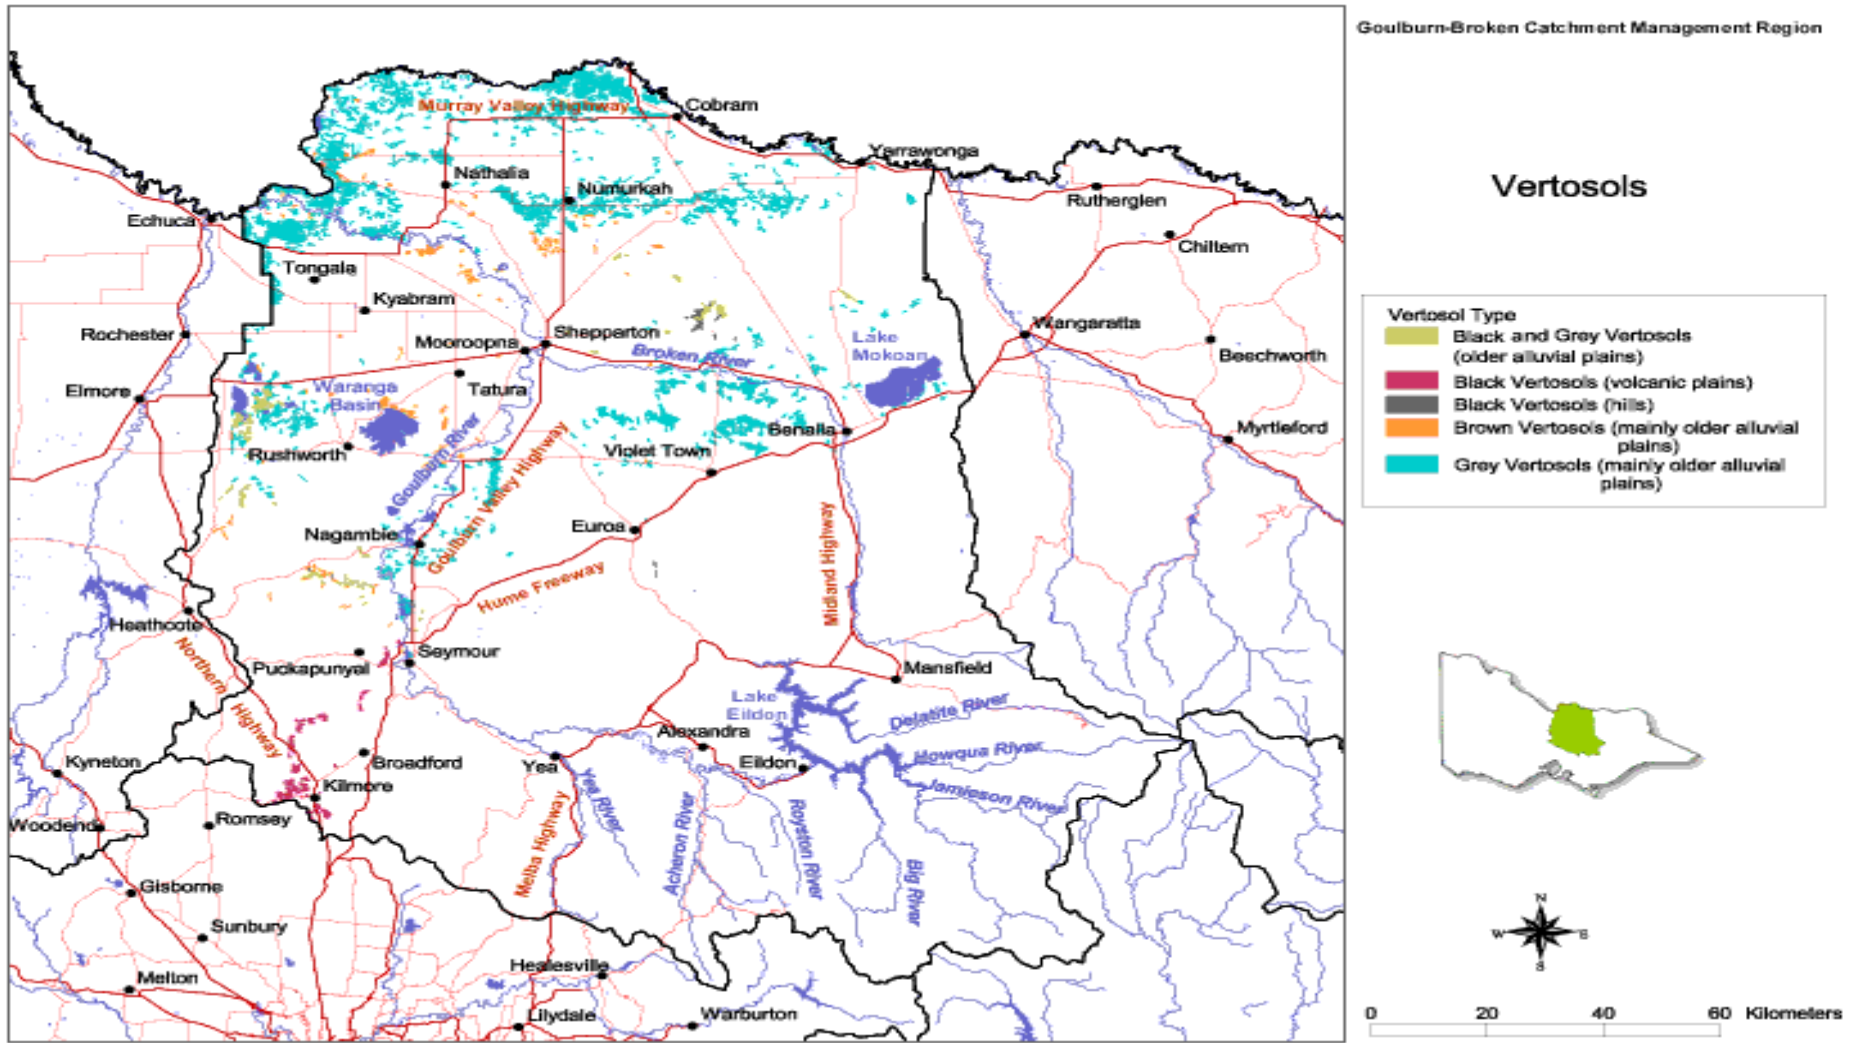 Goulburn-Broken Catchment Management Region
Vertosols
Vertosol Type
Black and Grey Vertosols
(older alluvial plains)
Black Vertosols (volcanic plains)
Black Vertosols (hills)
Brown Vertosols (mainly older alluvial
plains)
Grey Vertosols (mainly older alluvial
plains)
N
W
E
S
0 20 40 60 Kilometers
Murray Valley Highway
Cobram
Yarrawonga
Nathalia
Numurkah
Rutherglen
Echuca
Chiltern
Tongala
Kyabram
Rochester
Mooroopna
Shepperton
Broken River
Lake
Mokoan
Wangaratta
Beechworth
Elmore
Waranga
Basin
Tatura
Rushworth
Goulburn River
Goulburn Valley Highway
Violet Town
Benalla
Myrtleford
Nagambie
Euroa
Midland Highway
Hume Freeway
Heathcote
Northern
Highway
Puckapunyal
Seymour
Mansfield
Lake
Eildon
Delatite River
Alexandra
Howqua River
Kyneton
Broadford
Yea
Eildon
Jamieson River
Kilmore
Yea River
Woodend
Romsey
Melba Highway
Acheron River
Royston River
Big River
Gisborne
Sunbury
Healesville
Melton
Lilydale
Warburton